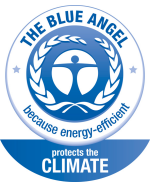 THE BLUE ANGEL
because energy-efficient
protects the
CLIMATE